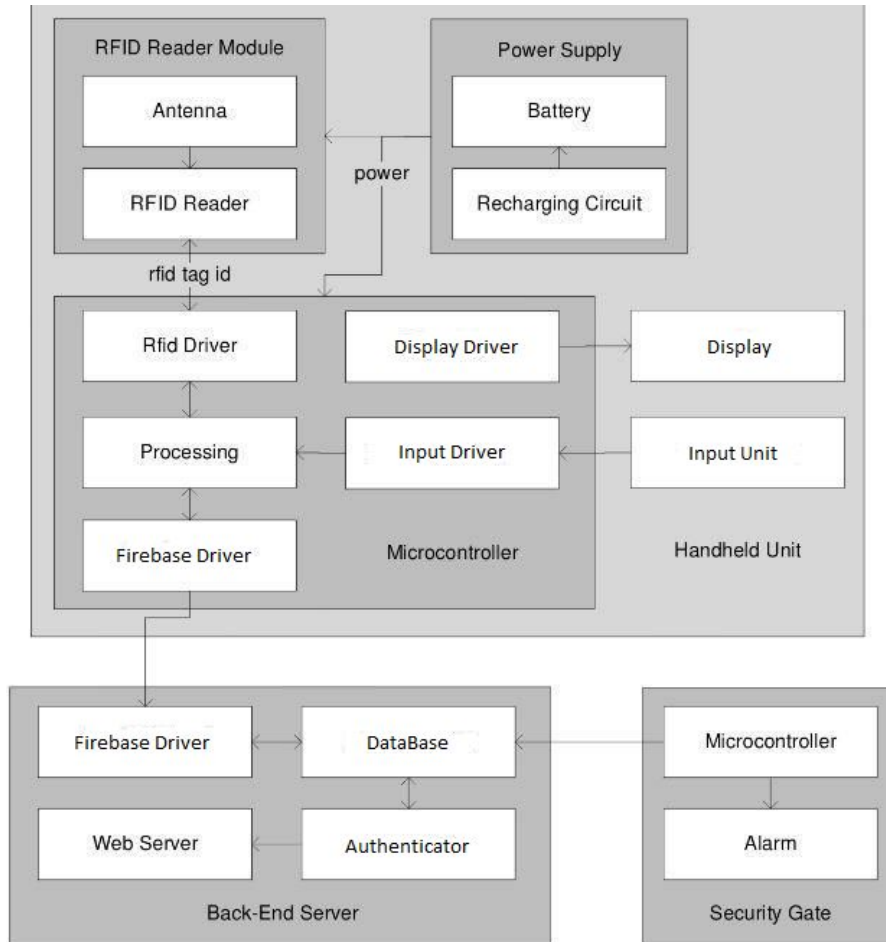 RFID Reader Module
Power Supply
Antenna
Battery
power
RFID Reader
Recharging Circuit
rfid tag id
Rfid Driver
Display Driver
Display
Processing
Input Driver
Input Unit
Firebase Driver
Microcontroller
Handheld Unit
Firebase Driver
DataBase
Microcontroller
Web Server
Authenticator
Alarm
Back-End Server
Security Gate